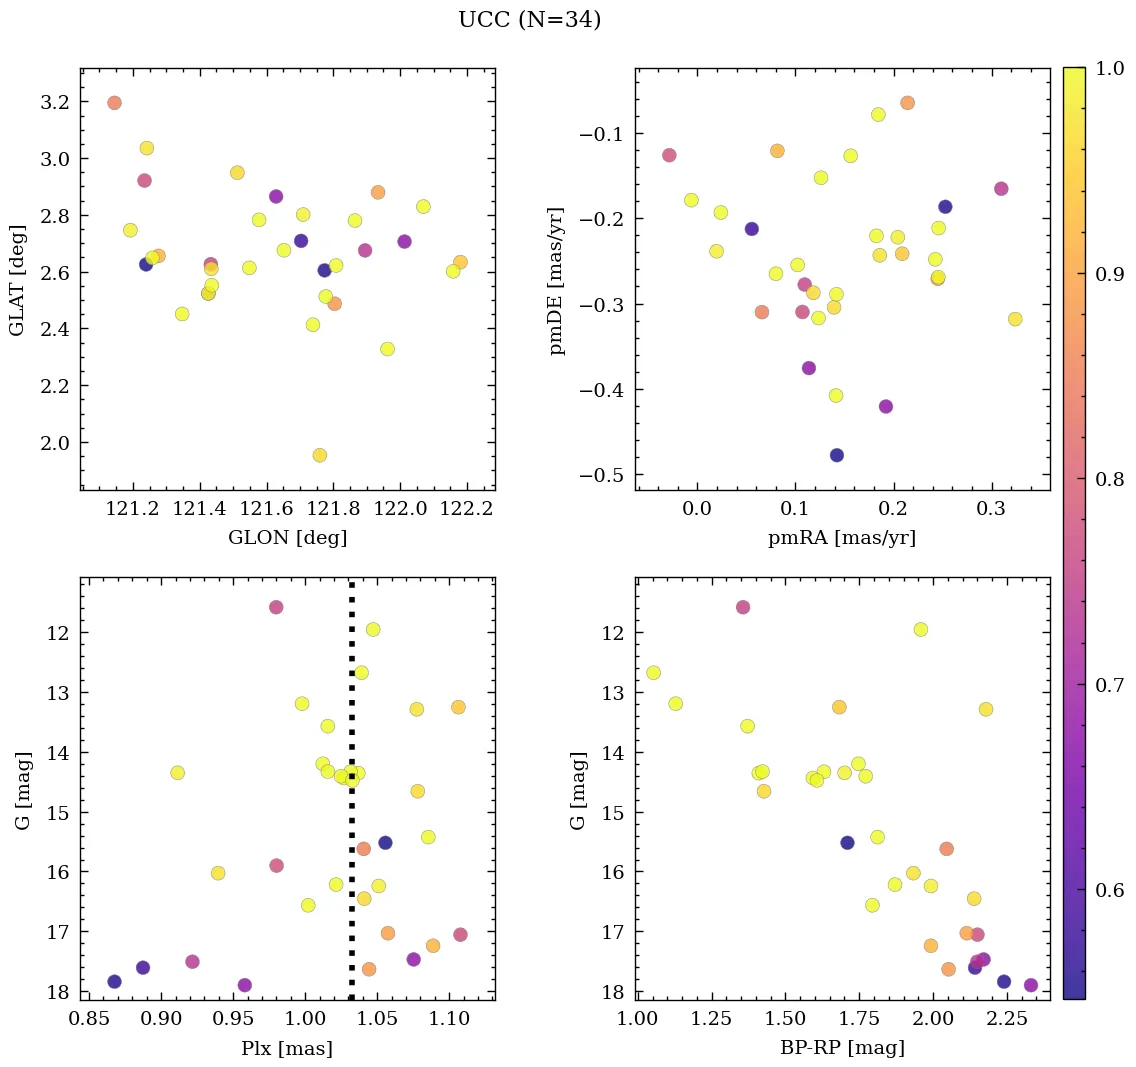 UCC (N=34)
3.2
3.0
2.8
2.6
2.4
2.2
2.0
GLAT [deg]
121.2 121.4 121.6 121.8 122.0 122.2
GLON [deg]
−0.1
−0.2
−0.3
−0.4
−0.5
pmDE [mas/yr]
0.0 0.1 0.2 0.3
pmRA [mas/yr]
12
13
14
15
16
17
18
G [mag]
0.85 0.90 0.95 1.00 1.05 1.10
Plx [mas]
12
13
14
15
16
17
18
G [mag]
1.00 1.25 1.50 1.75 2.00 2.25
BP-RP [mag]
1.0
0.9
0.8
0.7
0.6